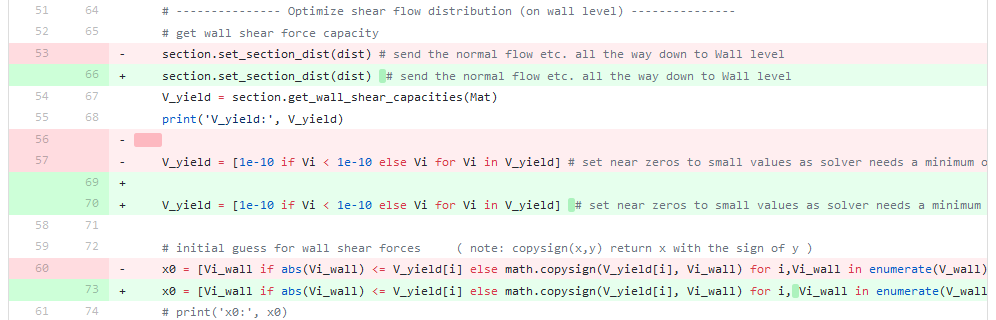 51 64 # --------------- Optimize shear flow distribution (on wall level) ---------------
52 65 # get wall shear force capacity
53 - section.set_section_dist(dist) # send the normal flow etc. all the way down to Wall level
66 + section.set_section_dist(dist)  # send the normal flow etc. all the way down to Wall level
54 67 V_yield = section.get_wall_shear_capacities(Mat)
55 68 print('V_yield:', V_yield)
56 -
57 - V_yield = [1e-10 if Vi < 1e-10 else Vi for Vi in V_yield] # set near zeros to small values as solver needs a minimum o
69 +
70 + V_yield = [1e-10 if Vi < 1e-10 else Vi for Vi in V_yield]  # set near zeros to small values as solver needs a minimum
58 71
59 72 # initial guess for wall shear forces     ( note: copysign(x,y) return x with the sign of y )
60 - x0 = [Vi_wall if abs(Vi_wall) <= V_yield[i] else math.copysign(V_yield[i], Vi_wall) for i,Vi_wall in enumerate(V_wall)
73 + x0 = [Vi_wall if abs(Vi_wall) <= V_yield[i] else math.copysign(V_yield[i], Vi_wall) for i, Vi_wall in enumerate(V_wall
61 74 # print('x0:', x0)